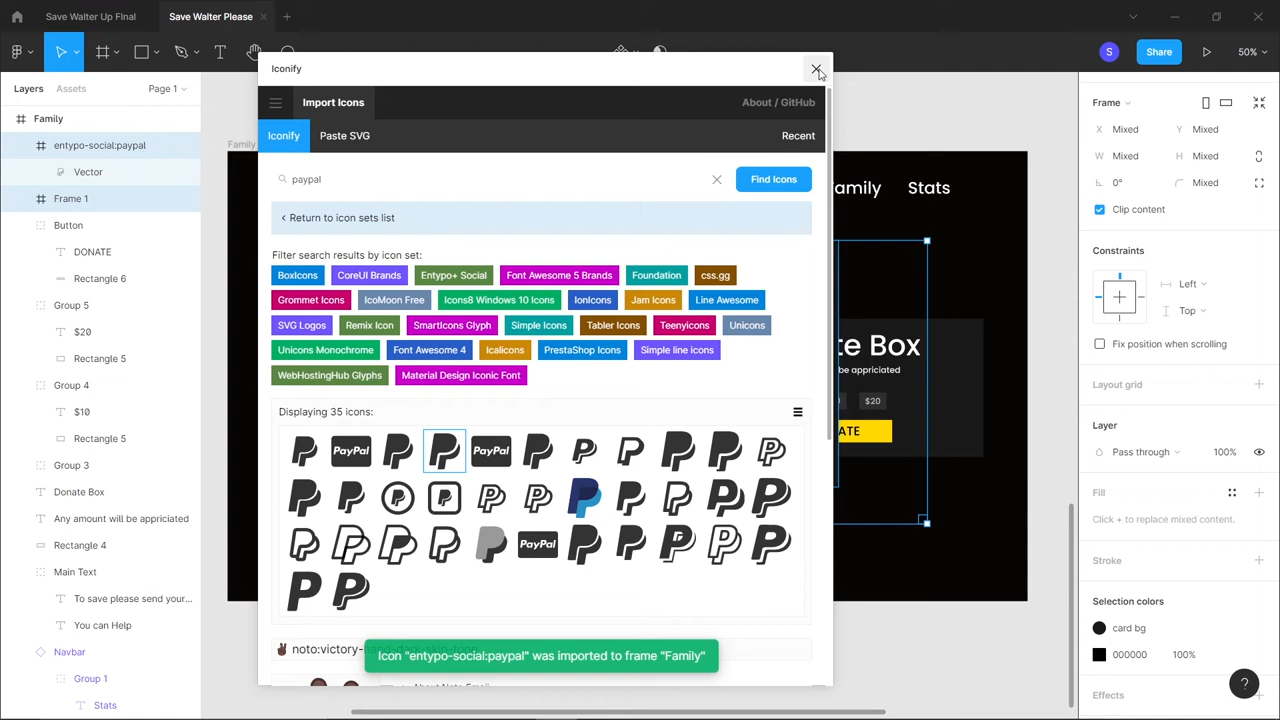 Save Walter Up FInal
Save Walter Please
Iconify
S
Share
50%
Layers
Assets
Page 1
Family
entypo-social:paypal
Vector
Frame 1
Button
DONATE
Rectangle 6
Group 5
$20
Rectangle 5
Group 4
$10
Rectangle 5
Group 3
Donate Box
Any amount will be appriciated
Rectangle 4
Main Text
To save please send your...
You can Help
Navbar
Group 1
Stats
Family
Import Icons
About / GitHub
Iconify
Paste SVG
Recent
paypal
Find Icons
Return to icon sets list
Filter search results by icon set:
BoxIcons
CoreUI Brands
Entypo+ Social
Font Awesome 5 Brands
Foundation
css.gg
Grommet Icons
IcoMoon Free
Icons8 Windows 10 Icons
IonIcons
Jam Icons
Line Awesome
SVG Logos
Remix Icon
SmartIcons Glyph
Simple Icons
Tabler Icons
Teenyicons
Unicons
Unicons Monochrome
Font Awesome 4
Icalicons
PrestaShop Icons
Simple line icons
WebHostingHub Glyphs
Material Design Iconic Font
Displaying 35 icons:
PayPal
PayPal
PayPal
noto:victory-
Icon "entypo-social:paypal" was imported to frame "Family"
amily
Stats
te Box
be appriciated
$20
ATE
Frame
X
Mixed
Y
Mixed
W
Mixed
H
Mixed
0°
Mixed
Clip content
Constraints
Left
Top
Fix position when scrolling
Layout grid
Layer
Pass through
100%
Fill
Click + to replace mixed content.
Stroke
Selection colors
card bg
000000
100%
Effects
?